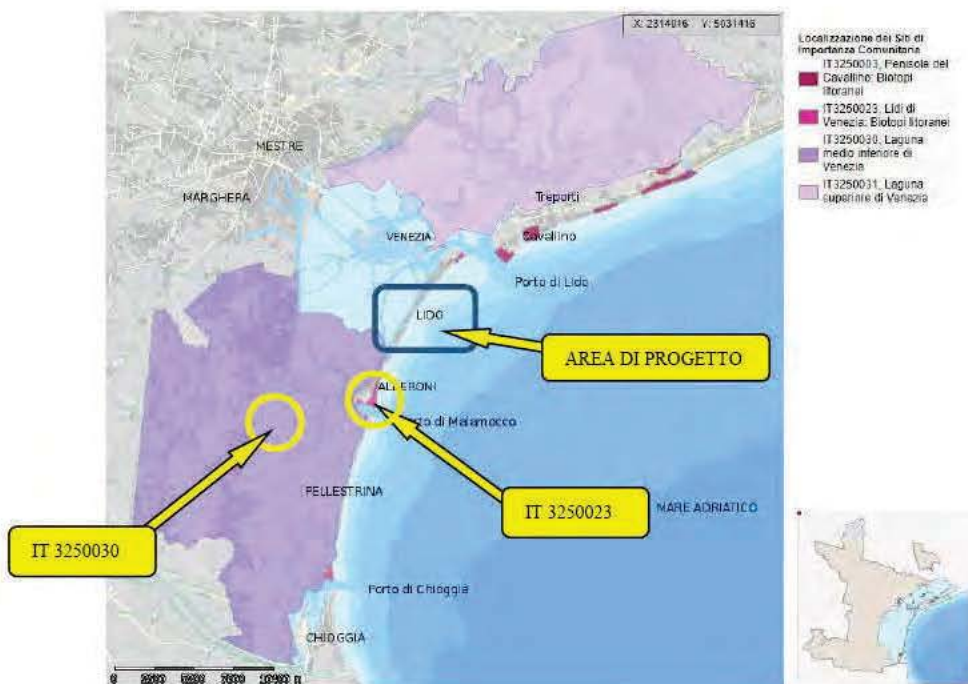 X: 2314016 Y: 5031416
Localizzazione dei Siti di
Importanza Comunitaria
IT3250003, Penisole del
Cavallino: Biotopi
litoranei
IT3250023, Lidi di
Venezia: Biotopi litoranei
IT3250030, Laguna
medio inferiore di
Venezia
IT3250031, Laguna
superiore di Venezia
MESTRE
MARGHERA
Treporti
VENEZIA
Cavallino
Porto di Lido
LIDO
AREA DI PROGETTO
ALBERONI
di Malamocco
PELLESTRINA
IT 3250023
MARE ADRIATICO
IT 3250030
Porto di Chioggia
CHIOGGIA
0